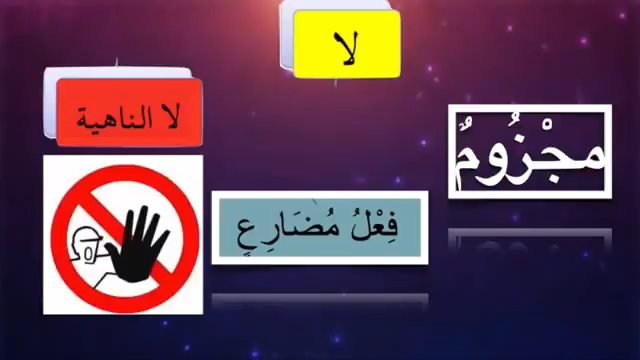 لا
لا الناهية
مجْزُومٌ
فِعْلُ مُضَارِعٍ